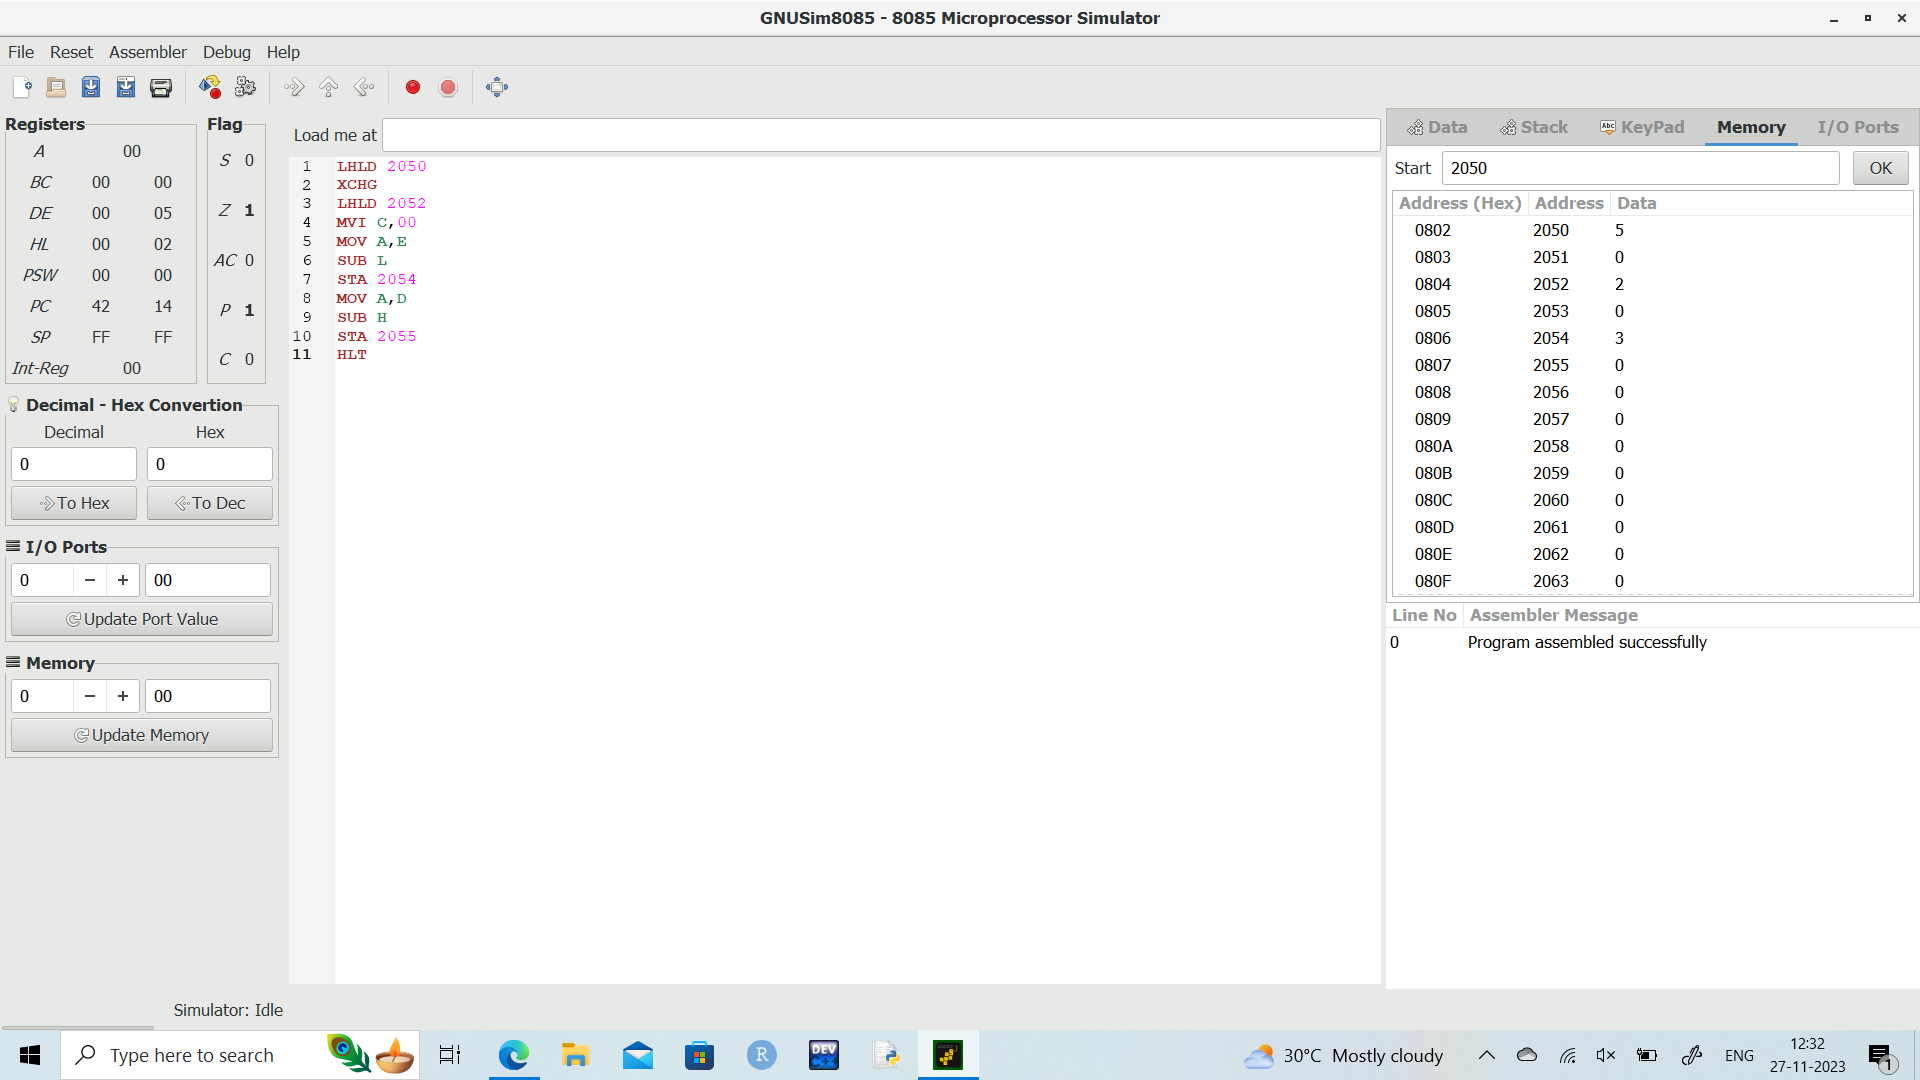 GNUSim8085 - 8085 Microprocessor Simulator
File Reset Assembler Debug Help
Registers
A 00
BC 00 00
DE 00 05
HL 00 02
PSW 00 00
PC 42 14
SP FF FF
Int-Reg 00
Flag
S 0
Z 1
AC 0
P 1
C 0
Decimal - Hex Convertion
Decimal Hex
0 0
To Hex To Dec
I/O Ports
0 - + 00
Update Port Value
Memory
0 - + 00
Update Memory
Load me at
1 LHLD 2050
2 XCHG
3 LHLD 2052
4 MVI C,00
5 MOV A,E
6 SUB L
7 STA 2054
8 MOV A,D
9 SUB H
10 STA 2055
11 HLT
Data Stack Abc KeyPad Memory I/O Ports
Start 2050 OK
Address (Hex) Address Data
0802 2050 5
0803 2051 0
0804 2052 2
0805 2053 0
0806 2054 3
0807 2055 0
0808 2056 0
0809 2057 0
080A 2058 0
080B 2059 0
080C 2060 0
080D 2061 0
080E 2062 0
080F 2063 0
Line No Assembler Message
0 Program assembled successfully
Simulator: Idle
Type here to search
R
DEV
C++
30°C Mostly cloudy
ENG
12:32
27-11-2023
1